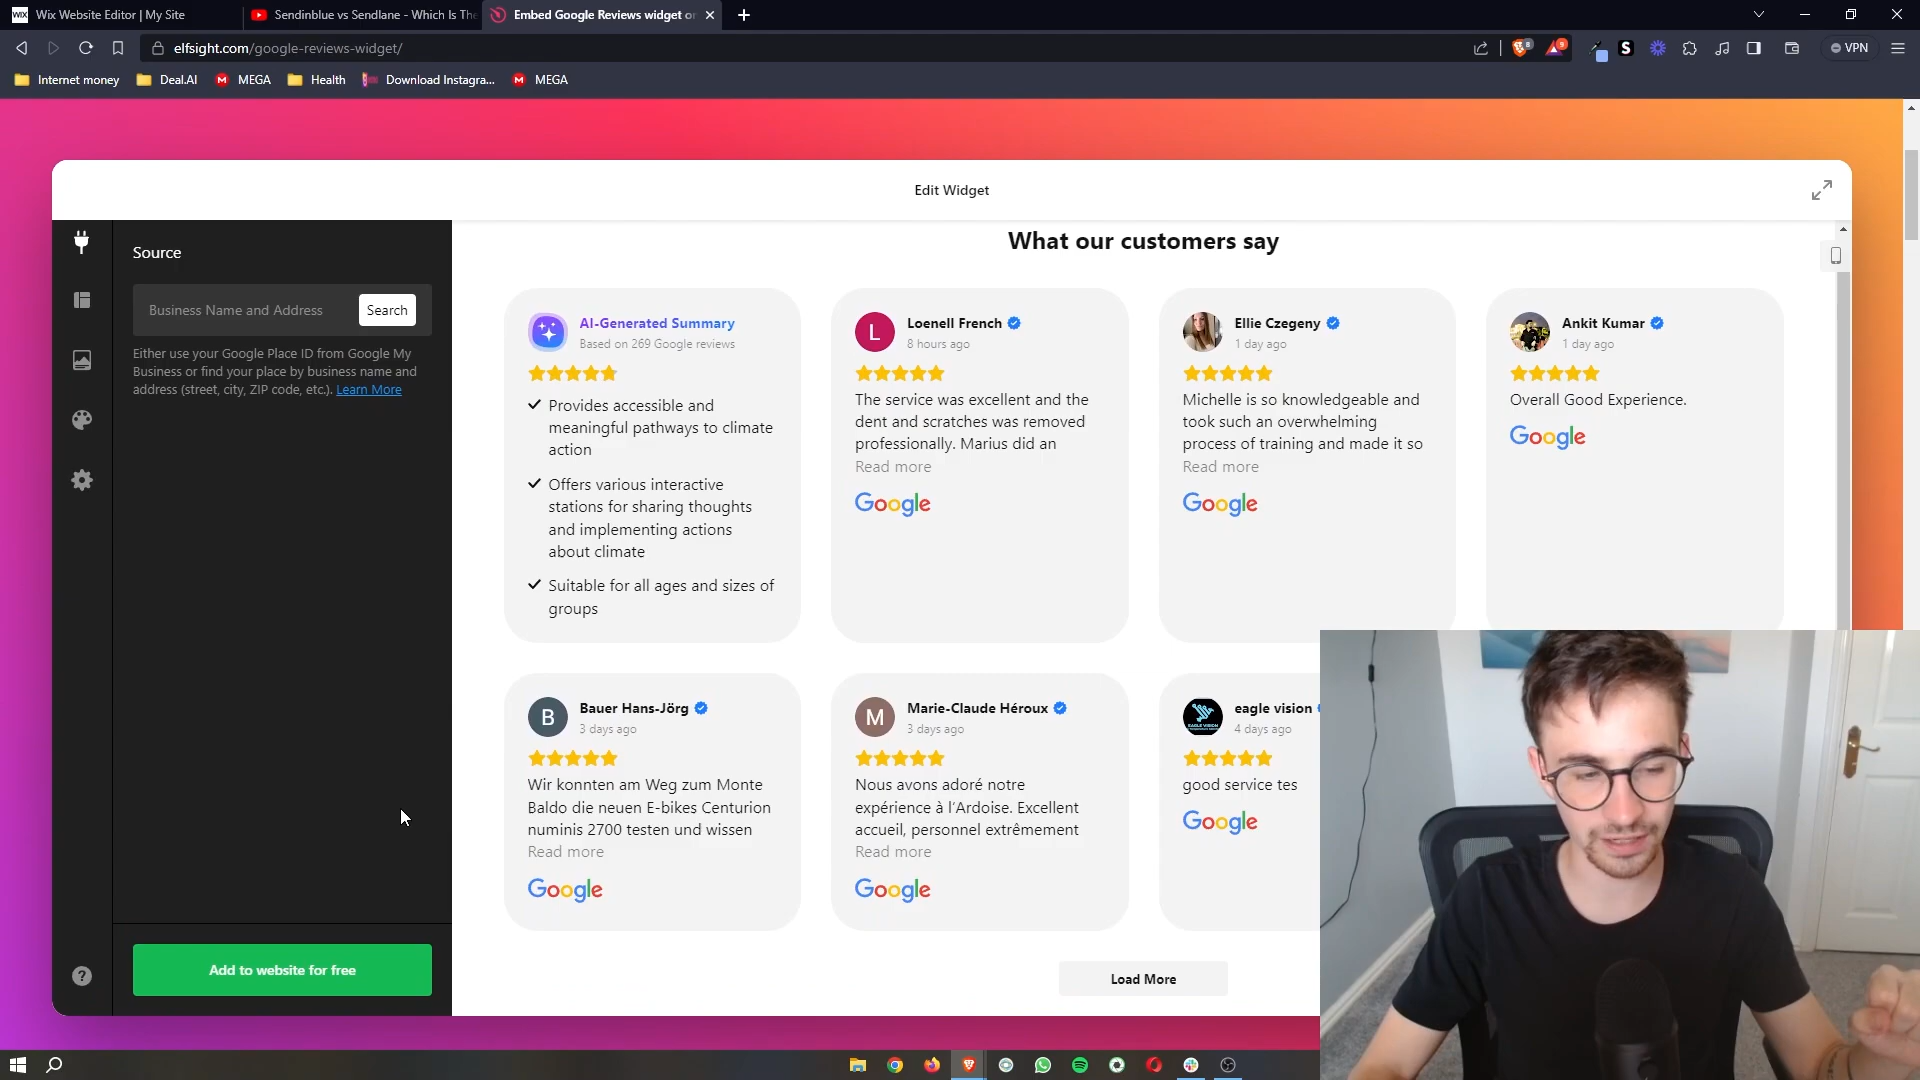 Wix Website Editor | My Site
Sendinblue vs Sendlane - Which Is The
Embed Google Reviews widget or
elfsight.com/google-reviews-widget/
VPN
Internet money
Deal.AI
MEGA
Health
Download Instagra...
MEGA
Edit Widget
Source
Business Name and Address
Search
Either use your Google Place ID from Google My
Business or find your place by business name and
address (street, city, ZIP code, etc.). Learn More
Add to website for free
What our customers say
AI-Generated Summary
Based on 269 Google reviews
Provides accessible and
meaningful pathways to climate
action
Offers various interactive
stations for sharing thoughts
and implementing actions
about climate
Suitable for all ages and sizes of
groups
L
Loenell French
8 hours ago
The service was excellent and the
dent and scratches was removed
professionally. Marius did an
Read more
Google
Ellie Czegeny
1 day ago
Michelle is so knowledgeable and
took such an overwhelming
process of training and made it so
Read more
Google
Ankit Kumar
1 day ago
Overall Good Experience.
Google
B
Bauer Hans-Jörg
3 days ago
Wir konnten am Weg zum Monte
Baldo die neuen E-bikes Centurion
numinis 2700 testen und wissen
Read more
Google
M
Marie-Claude Héroux
3 days ago
Nous avons adoré notre
expérience à l'Ardoise. Excellent
accueil, personnel extrêmement
Read more
Google
eagle vision
4 days ago
good service tes
Google
Load More